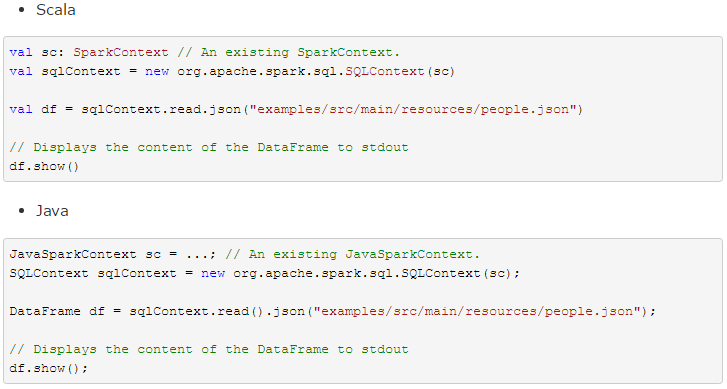 • Scala
val sc: SparkContext // An existing SparkContext.
val sqlContext = new org.apache.spark.sql.SQLContext(sc)
val df = sqlContext.read.json("examples/src/main/resources/people.json")
// Displays the content of the DataFrame to stdout
df.show()
• Java
JavaSparkContext sc = ...; // An existing JavaSparkContext.
SQLContext sqlContext = new org.apache.spark.sql.SQLContext(sc);
DataFrame df = sqlContext.read().json("examples/src/main/resources/people.json");
// Displays the content of the DataFrame to stdout
df.show();